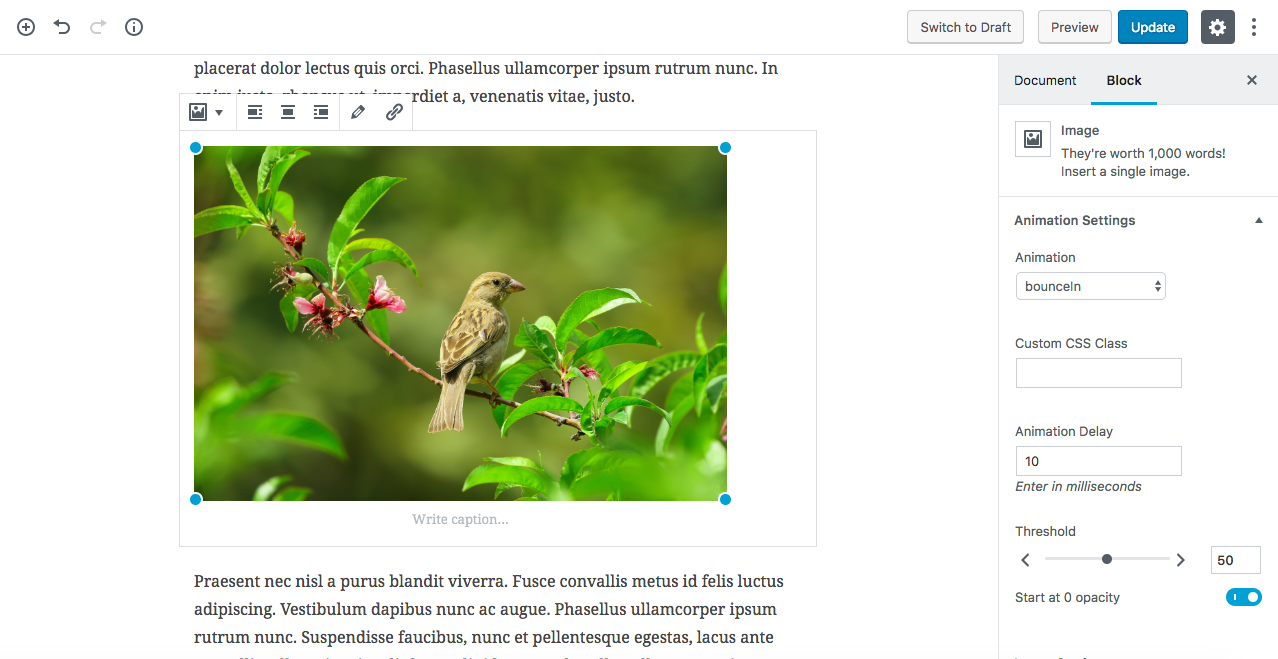 Switch to Draft
Preview
Update
placerat dolor lectus quis orci. Phasellus ullamcorper ipsum rutrum nunc. In
enim justo, rhoncus ut, imperdiet a, venenatis vitae, justo.
Write caption...
Praesent nec nisl a purus blandit viverra. Fusce convallis metus id felis luctus
adipiscing. Vestibulum dapibus nunc ac augue. Phasellus ullamcorper ipsum
rutrum nunc. Suspendisse faucibus, nunc et pellentesque egestas, lacus ante
Document
Block
Image
They're worth 1,000 words!
Insert a single image.
Animation Settings
Animation
bounceIn
Custom CSS Class
Animation Delay
10
Enter in milliseconds
Threshold
50
Start at 0 opacity